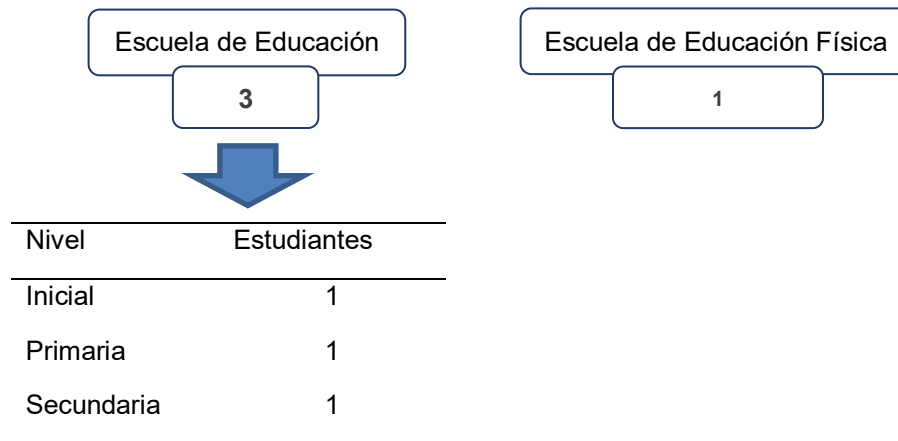 Escuela de Educación
3
Escuela de Educación Física
1
Nivel Estudiantes
Inicial 1
Primaria 1
Secundaria 1